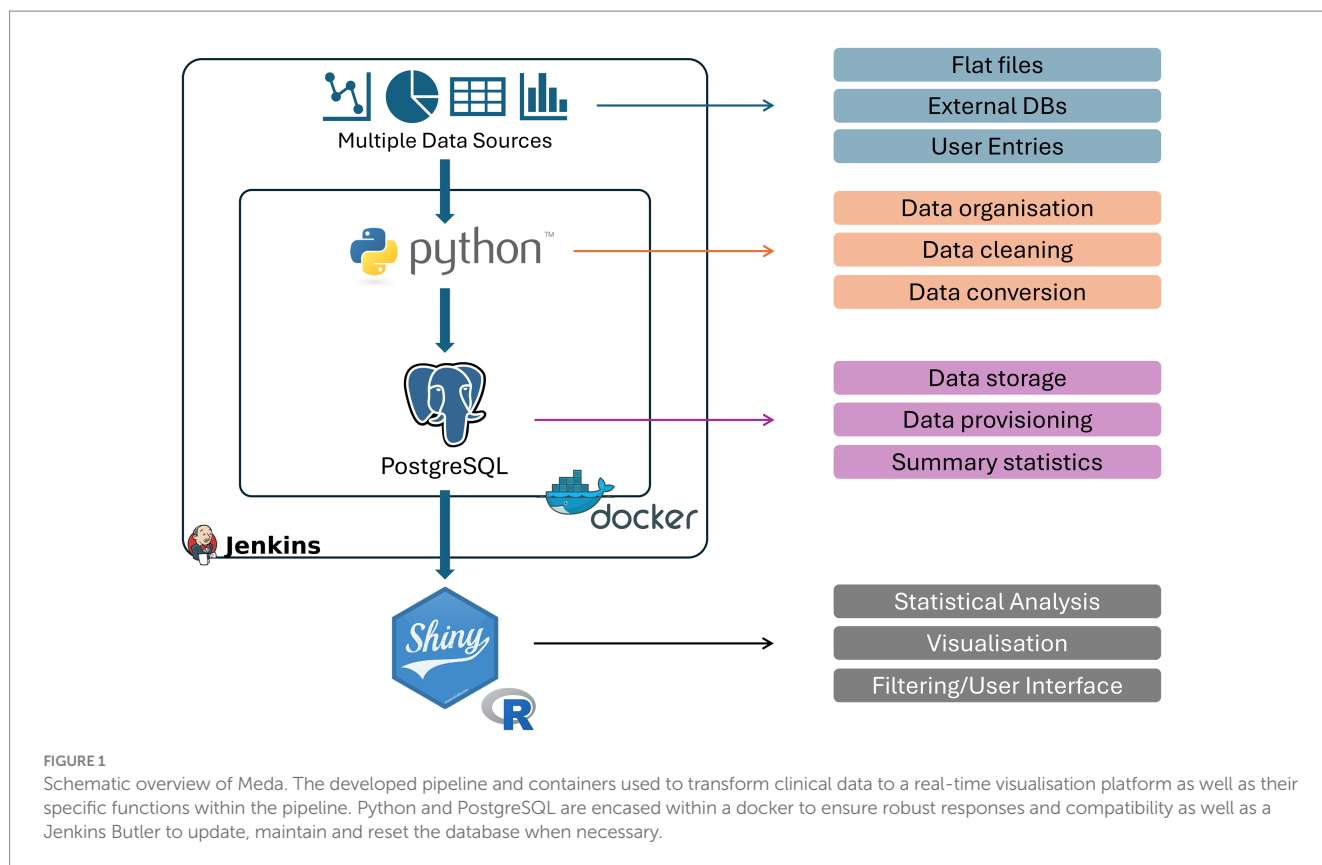 Multiple Data Sources
Flat files
External DBs
User Entries
python™
Data organisation
Data cleaning
Data conversion
PostgreSQL
Data storage
Data provisioning
Summary statistics
docker
Jenkins
Shiny
R
Statistical Analysis
Visualisation
Filtering/User Interface
FIGURE 1
Schematic overview of Meda. The developed pipeline and containers used to transform clinical data to a real-time visualisation platform as well as their
specific functions within the pipeline. Python and PostgreSQL are encased within a docker to ensure robust responses and compatibility as well as a
Jenkins Butler to update, maintain and reset the database when necessary.